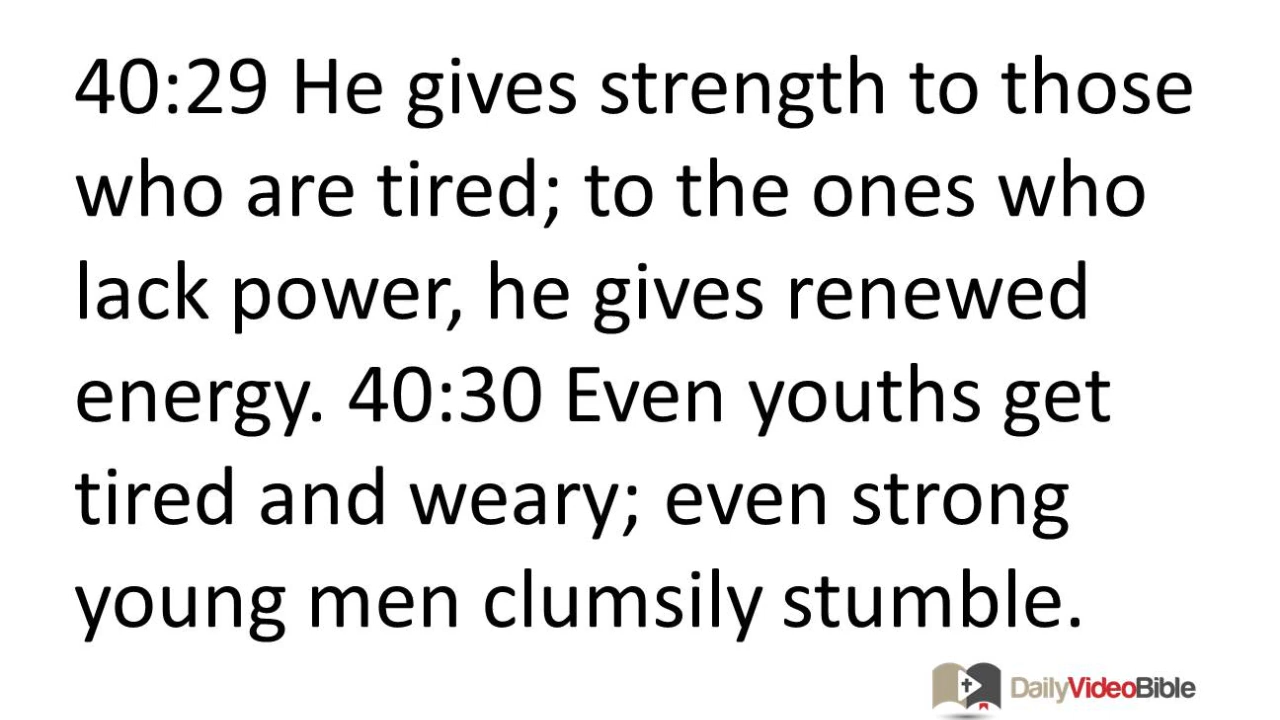 40:29 He gives strength to those
who are tired; to the ones who
lack power, he gives renewed
energy. 40:30 Even youths get
tired and weary; even strong
young men clumsily stumble.
DailyVideoBible